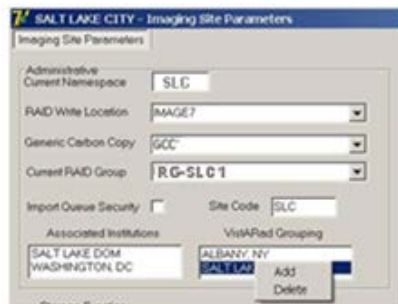 SALT LAKE CITY - Imaging Site Parameters
Imaging Site Parameters
Administrative
Current Namespace SLC
RAID Write Location IMAGE7
Generic Carbon Copy GCC'
Current RAID Group RG-SLC1
Import Queue Security Site Code SLC
Associated Institutions VistARad Grouping
SALT LAKE DOM ALBANY, NY
WASHINGTON, DC SALT LAK
Add
Delete